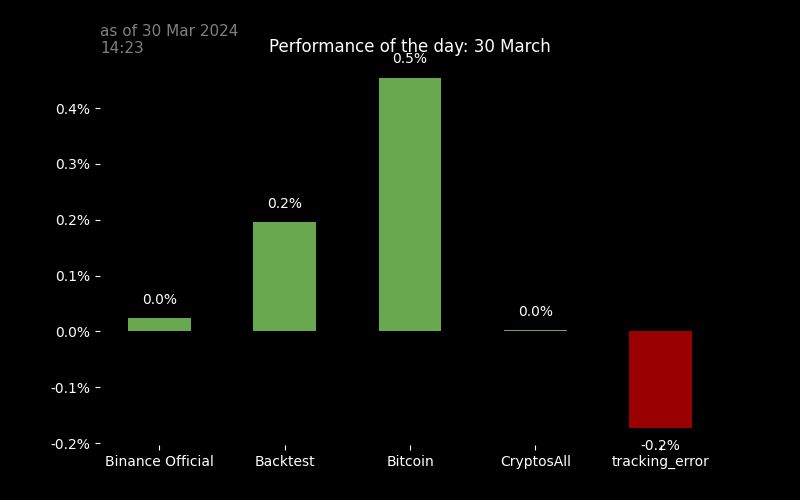 as of 30 Mar 2024
14:23
Performance of the day: 30 March
0.5%
0.4%
0.3%
0.2%
0.2%
0.1%
0.0%
0.0%
0.0%
-0.1%
-0.2%
-0.2%
Binance Official
Backtest
Bitcoin
CryptosAll
tracking_error